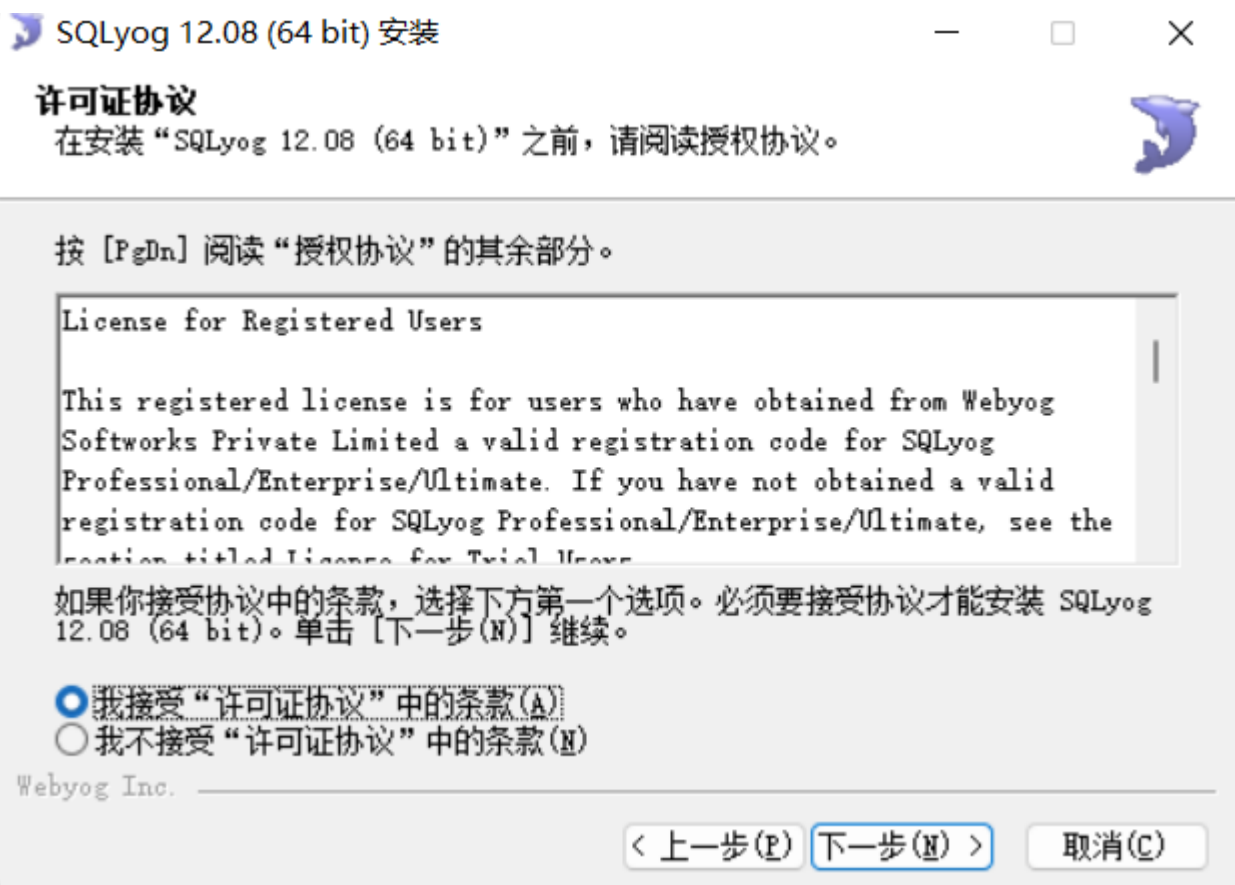 SQLyog 12.08 (64 bit) 安装
许可证协议
在安装“SQLyog 12.08 (64 bit)”之前，请阅读授权协议。
按 [PgDn] 阅读“授权协议”的其余部分。
License for Registered Users
This registered license is for users who have obtained from Webyog
Softworks Private Limited a valid registration code for SQLyog
Professional/Enterprise/Ultimate. If you have not obtained a valid
registration code for SQLyog Professional/Enterprise/Ultimate, see the
section titled License for Trial Users
如果你接受协议中的条款，选择下方第一个选项。必须要接受协议才能安装 SQLyog
12.08 (64 bit)。单击 [下一步(N)] 继续。
我接受“许可证协议”中的条款(A)
我不接受“许可证协议”中的条款(N)
Webyog Inc.
< 上一步(P) 下一步(N) > 取消(C)